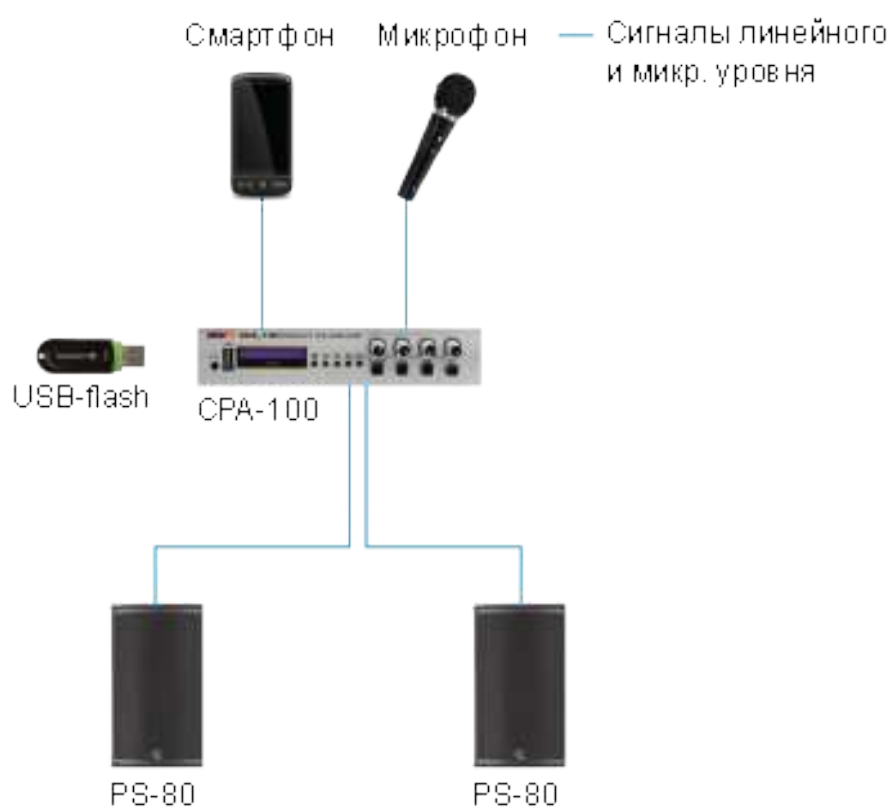 Смартфон
Микрофон
Сигналы линейного
и микр. уровня
USB-flash
CPA-100
PS-80
PS-80